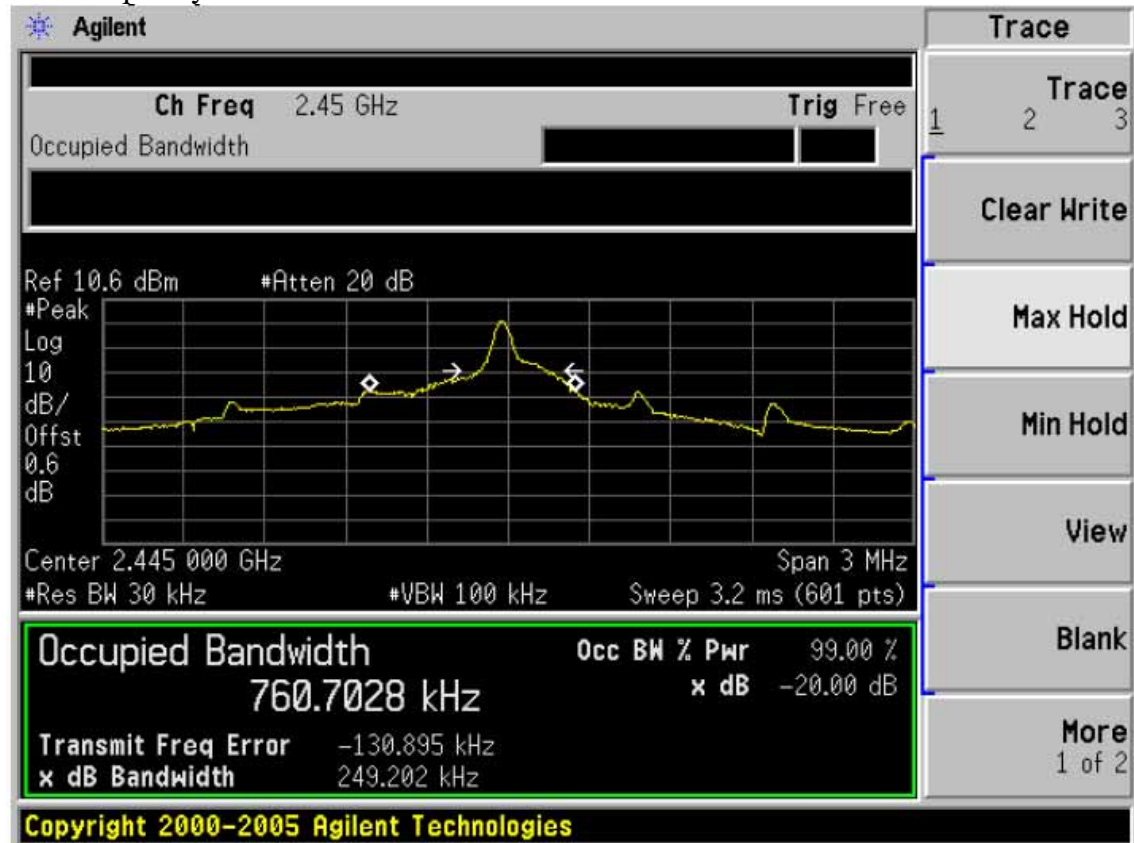 Agilent
Trace
Ch Freq 2.45 GHz Trig Free
Occupied Bandwidth
Trace
1 2 3
Clear Write
Max Hold
Min Hold
View
Blank
More
1 of 2
Ref 10.6 dBm #Atten 20 dB
#Peak
Log
10
dB/
Offst
0.6
dB
Center 2.445 000 GHz Span 3 MHz
#Res BW 30 kHz #VBW 100 kHz Sweep 3.2 ms (601 pts)
Occupied Bandwidth Occ BW % Pwr 99.00 %
760.7028 kHz x dB -20.00 dB
Transmit Freq Error -130.895 kHz
x dB Bandwidth 249.202 kHz
Copyright 2000-2005 Agilent Technologies